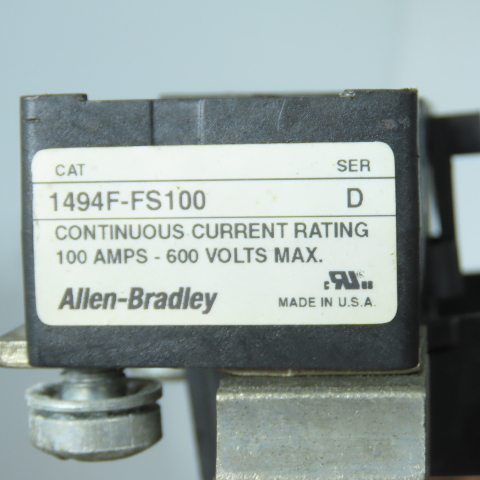 CAT SER
1494F-FS100 D
CONTINUOUS CURRENT RATING
100 AMPS - 600 VOLTS MAX.
Allen-Bradley
MADE IN U.S.A.